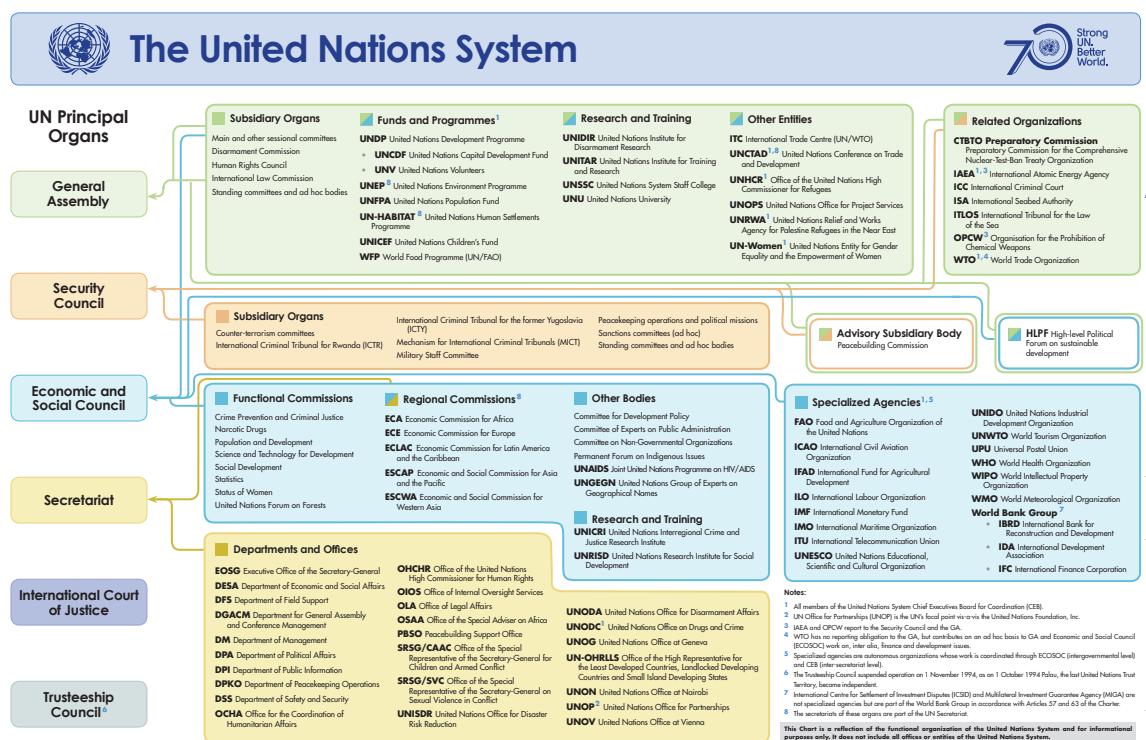 The United Nations System
70
Strong
UN.
Better
World.
UN Principal
Organs
General
Assembly
Security
Council
Economic and
Social Council
Secretariat
International Court
of Justice
Trusteeship
Council6
Subsidiary Organs
Main and other sessional committees
Disarmament Commission
Human Rights Council
International Law Commission
Standing committees and ad hoc bodies
Funds and Programmes1
UNDP United Nations Development Programme
• UNCDF United Nations Capital Development Fund
• UNV United Nations Volunteers
UNEP8 United Nations Environment Programme
UNFPA United Nations Population Fund
UN-HABITAT8 United Nations Human Settlements
Programme
UNICEF United Nations Children's Fund
WFP World Food Programme (UN/FAO)
Research and Training
UNIDIR United Nations Institute for
Disarmament Research
UNITAR United Nations Institute for Training
and Research
UNSSC United Nations System Staff College
UNU United Nations University
Other Entities
ITC International Trade Centre (UN/WTO)
UNCTAD1,8 United Nations Conference on Trade
and Development
UNHCR1 Office of the United Nations High
Commissioner for Refugees
UNOPS United Nations Office for Project Services
UNRWA1 United Nations Relief and Works
Agency for Palestine Refugees in the Near East
UN-Women1 United Nations Entity for Gender
Equality and the Empowerment of Women
Related Organizations
CTBTO Preparatory Commission
Preparatory Commission for the Comprehensive
Nuclear-Test-Ban Treaty Organization
IAEA1,3 International Atomic Energy Agency
ICC International Criminal Court
ISA International Seabed Authority
ITLOS International Tribunal for the Law
of the Sea
OPCW3 Organisation for the Prohibition of
Chemical Weapons
WTO1,4 World Trade Organization
Subsidiary Organs
Counter-terrorism committees
International Criminal Tribunal for Rwanda (ICTR)
International Criminal Tribunal for the former Yugoslavia
(ICTY)
Mechanism for International Criminal Tribunals (MICT)
Military Staff Committee
Peacekeeping operations and political missions
Sanctions committees (ad hoc)
Standing committees and ad hoc bodies
Advisory Subsidiary Body
Peacebuilding Commission
HLPF High-level Political
Forum on sustainable
development
Functional Commissions
Crime Prevention and Criminal Justice
Narcotic Drugs
Population and Development
Science and Technology for Development
Social Development
Statistics
Status of Women
United Nations Forum on Forests
Regional Commissions8
ECA Economic Commission for Africa
ECE Economic Commission for Europe
ECLAC Economic Commission for Latin America
and the Caribbean
ESCAP Economic and Social Commission for Asia
and the Pacific
ESCWA Economic and Social Commission for
Western Asia
Other Bodies
Committee for Development Policy
Committee of Experts on Public Administration
Committee on Non-Governmental Organizations
Permanent Forum on Indigenous Issues
UNAIDS Joint United Nations Programme on HIV/AIDS
UNGEGN United Nations Group of Experts on
Geographical Names
Research and Training
UNICRI United Nations Interregional Crime and
Justice Research Institute
UNRISD United Nations Research Institute for Social
Development
Specialized Agencies1,5
FAO Food and Agriculture Organization of
the United Nations
ICAO International Civil Aviation
Organization
IFAD International Fund for Agricultural
Development
ILO International Labour Organization
IMF International Monetary Fund
IMO International Maritime Organization
ITU International Telecommunication Union
UNESCO United Nations Educational,
Scientific and Cultural Organization
UNIDO United Nations Industrial
Development Organization
UNWTO World Tourism Organization
UPU Universal Postal Union
WHO World Health Organization
WIPO World Intellectual Property
Organization
WMO World Meteorological Organization
World Bank Group7
• IBRD International Bank for
Reconstruction and Development
• IDA International Development
Association
• IFC International Finance Corporation
Departments and Offices
EOSG Executive Office of the Secretary-General
DESA Department of Economic and Social Affairs
DFS Department of Field Support
DGACM Department for General Assembly
and Conference Management
DM Department of Management
DPA Department of Political Affairs
DPI Department of Public Information
DPKO Department of Peacekeeping Operations
DSS Department of Safety and Security
OCHA Office for the Coordination of
Humanitarian Affairs
OHCHR Office of the United Nations
High Commissioner for Human Rights
OIOS Office of Internal Oversight Services
OLA Office of Legal Affairs
OSAA Office of the Special Adviser on Africa
PBSO Peacebuilding Support Office
SRSG/CAAC Office of the Special
Representative of the Secretary-General for
Children and Armed Conflict
SRSG/SVC Office of the Special
Representative of the Secretary-General on
Sexual Violence in Conflict
UNISDR United Nations Office for Disaster
Risk Reduction
UNODA United Nations Office for Disarmament Affairs
UNODC1 United Nations Office on Drugs and Crime
UNOG United Nations Office at Geneva
UN-OHRLLS Office of the High Representative for
the Least Developed Countries, Landlocked Developing
Countries and Small Island Developing States
UNON United Nations Office at Nairobi
UNOP2 United Nations Office for Partnerships
UNOV United Nations Office at Vienna
Notes:
1 All members of the United Nations System Chief Executives Board for Coordination (CEB).
2 UN Office for Partnerships (UNOP) is the UN's focal point vis-a-vis the United Nations Foundation, Inc.
3 IAEA and OPCW report to the Security Council and the GA.
4 WTO has no reporting obligation to the GA, but contributes on an ad hoc basis to GA and Economic and Social Council
(ECOSOC) work on, inter alia, finance and development issues.
5 Specialized agencies are autonomous organizations whose work is coordinated through ECOSOC (intergovernmental level)
and CEB (inter-secretariat level).
6 The Trusteeship Council suspended operation on 1 November 1994, as on 1 October 1994 Palau, the last United Nations Trust
Territory, became independent.
7 International Centre for Settlement of Investment Disputes (ICSID) and Multilateral Investment Guarantee Agency (MIGA) are
not specialized agencies but are part of the World Bank Group in accordance with Articles 57 and 63 of the Charter.
8 The secretariats of these organs are part of the UN Secretariat.
This Chart is a reflection of the functional organization of the United Nations System and for informational
purposes only. It does not include all offices or entities of the United Nations System.